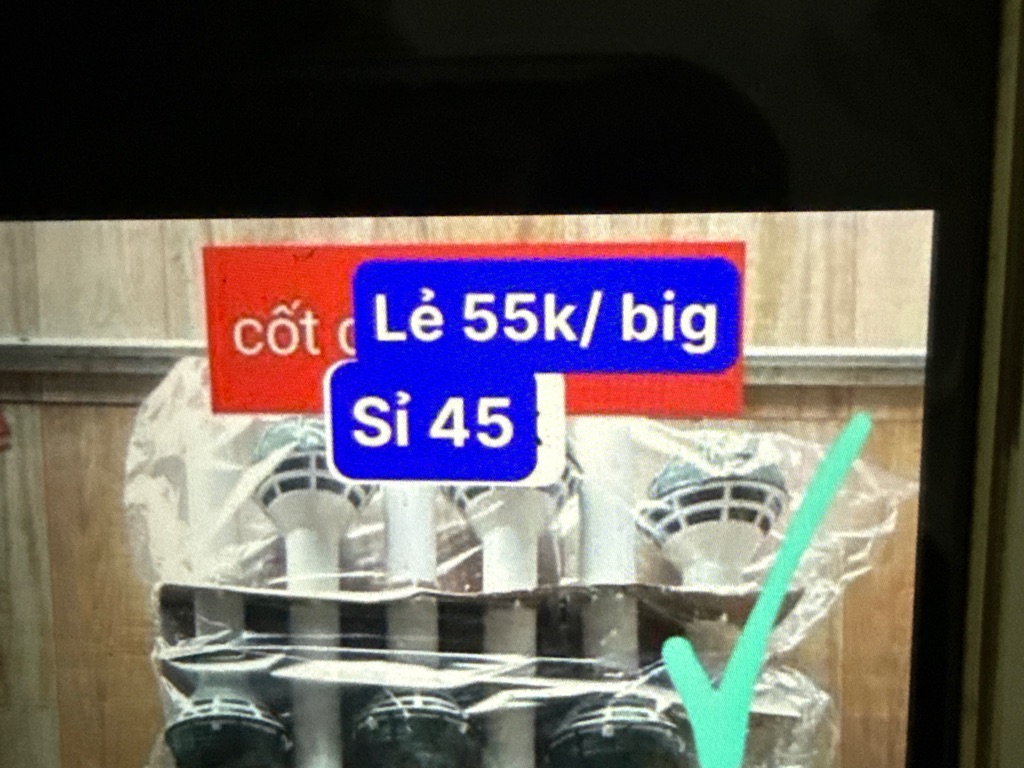 cốt
Lẻ 55k/ big
Sỉ 45